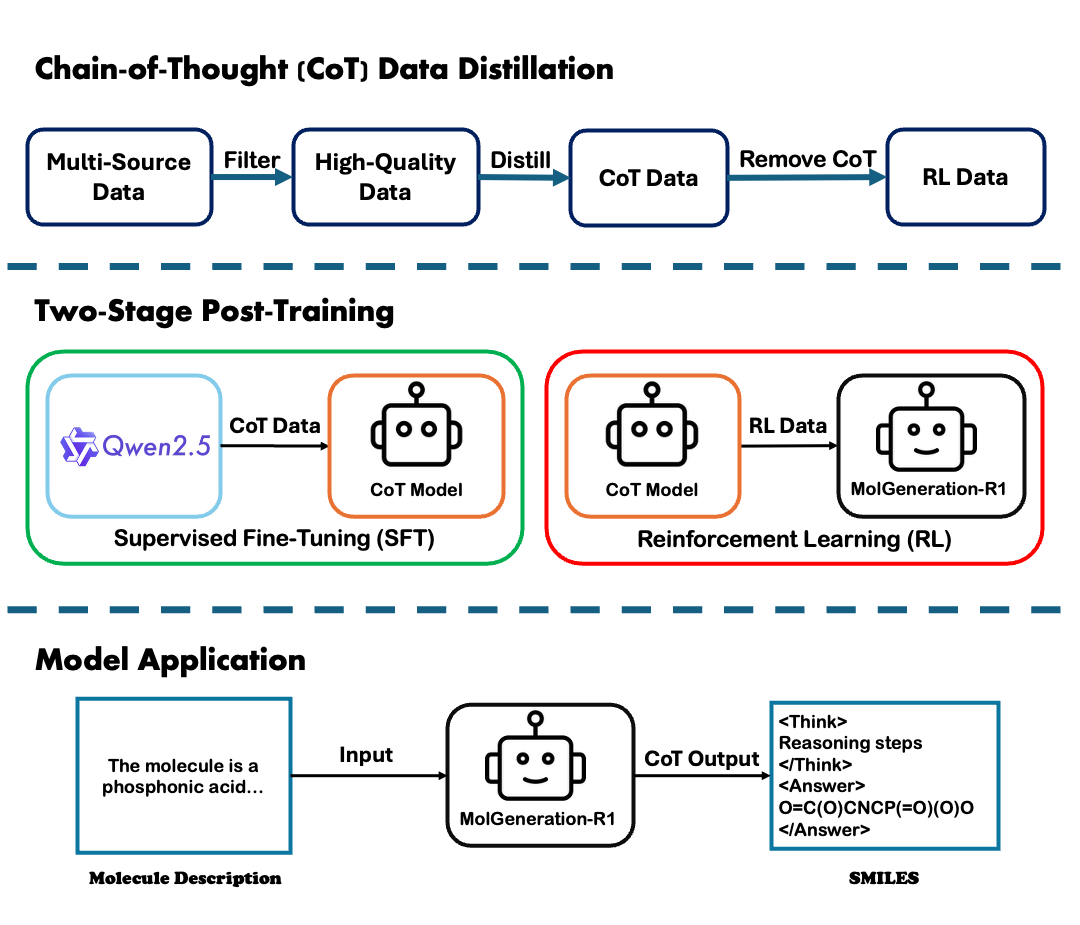 Chain-of-Thought (CoT) Data Distillation
Multi-Source
Data
Filter
High-Quality
Data
Distill
CoT Data
Remove CoT
RL Data
Two-Stage Post-Training
Qwen2.5
CoT Data
CoT Model
Supervised Fine-Tuning (SFT)
CoT Model
RL Data
MolGeneration-R1
Reinforcement Learning (RL)
Model Application
The molecule is a
phosphonic acid...
Molecule Description
Input
MolGeneration-R1
CoT Output
<Think>
Reasoning steps
</Think>
<Answer>
O=C(O)CNCP(=O)(O)O
</Answer>
SMILES